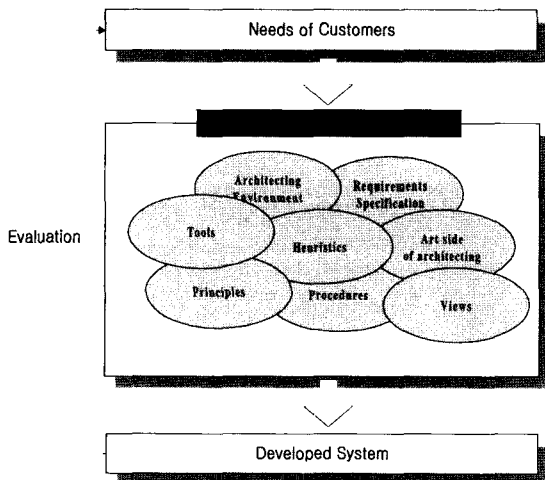 Needs of Customers
Architecting
Environment
Requirements
Specification
Tools
Heuristics
Art side
of architecting
Evaluation
Principles
Procedures
Views
Developed System